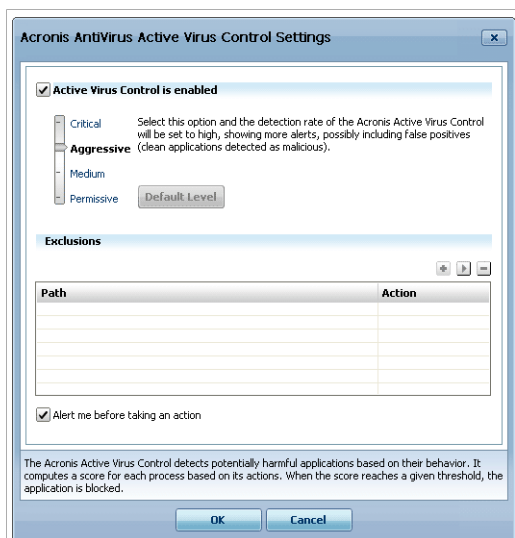 Acronis AntiVirus Active Virus Control Settings
Active Virus Control is enabled
Critical
Aggressive
Medium
Permissive
Select this option and the detection rate of the Acronis Active Virus Control
will be set to high, showing more alerts, possibly including false positives
(clean applications detected as malicious).
Default Level
Exclusions
Path Action
Alert me before taking an action
The Acronis Active Virus Control detects potentially harmful applications based on their behavior. It
computes a score for each process based on its actions. When the score reaches a given threshold, the
application is blocked.
OK Cancel